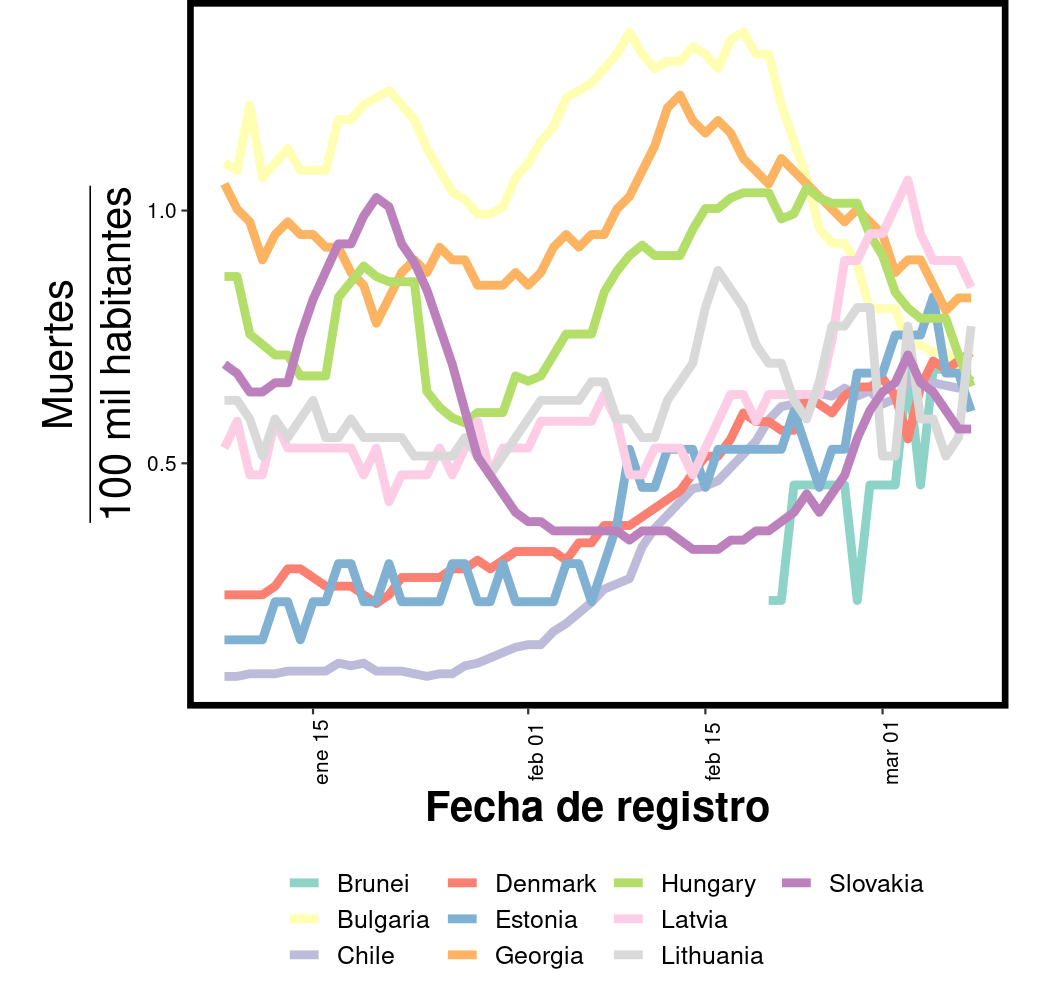 Muertes
100 mil habitantes
1.0
0.5
ene 15
feb 01
feb 15
mar 01
Fecha de registro
Brunei
Denmark
Hungary
Slovakia
Bulgaria
Estonia
Latvia
Chile
Georgia
Lithuania